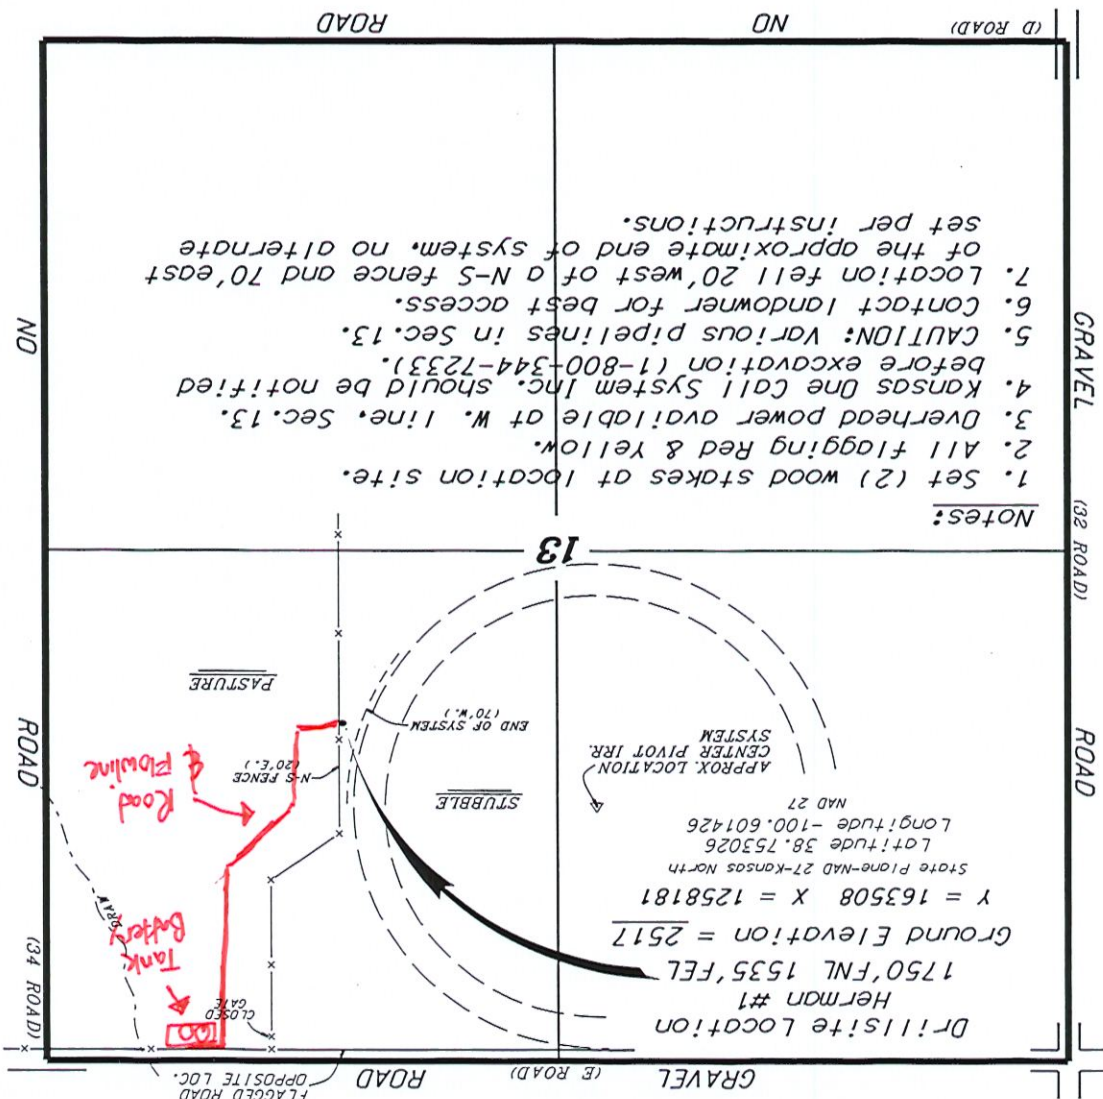 GRAVEL (E ROAD) ROAD
FLAGGED ROAD
OPPOSITE LOC.
Drillsite Location
Herman #1
1750'FNL 1535'FEL
Ground Elevation = 2517
Y = 163508 X = 1258181
State Plane-NAD 27-Kansas North
Latitude 38.753026
Longitude -100.601426
NAD 27
APPROX. LOCATION
CENTER PIVOT IRR.
SYSTEM
STUBBLE
END OF SYSTEM
(70'W.)
CLOSED
GATE
Tank
Battery
DRAW
(34 ROAD)
N-S FENCE
(20'E.)
Road
& Flowline
PASTURE
ROAD
ROAD
(32 ROAD)
13
Notes:
1. Set (2) wood stakes at location site.
2. All flagging Red & Yellow.
3. Overhead power available at W. line, Sec.13.
4. Kansas One Call System Inc. should be notified
before excavation (1-800-344-7233).
5. CAUTION: Various pipelines in Sec.13.
6. Contact landowner for best access.
7. Location fell 20'west of a N-S fence and 70'east
of the approximate end of system, no alternate
set per instructions.
GRAVEL
NO
(D ROAD) NO ROAD